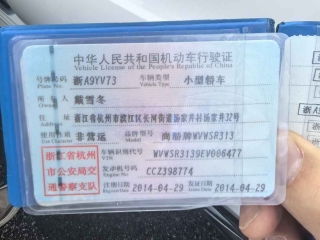 中华人民共和国机动车行驶证
Vehicle License of the People's Republic of China
号牌号码 浙A9YV73 车辆类型 小型轿车
Plate No. Vehicle Type
所有人 戴雪冬
Owner
住址 浙江省杭州市滨江区长河街道汤家井村汤家井32号
Address
使用性质 非营运 品牌型号 尚酷牌WVWSR313
Use Character Model
浙江省杭州市公安局交通警察支队
车辆识别代号 WVWSR3139EV006477
VIN
发动机号码 CCZ398774
Engine No.
注册日期 2014-04-29 发证日期 2014-04-29
Register Date Issue Date